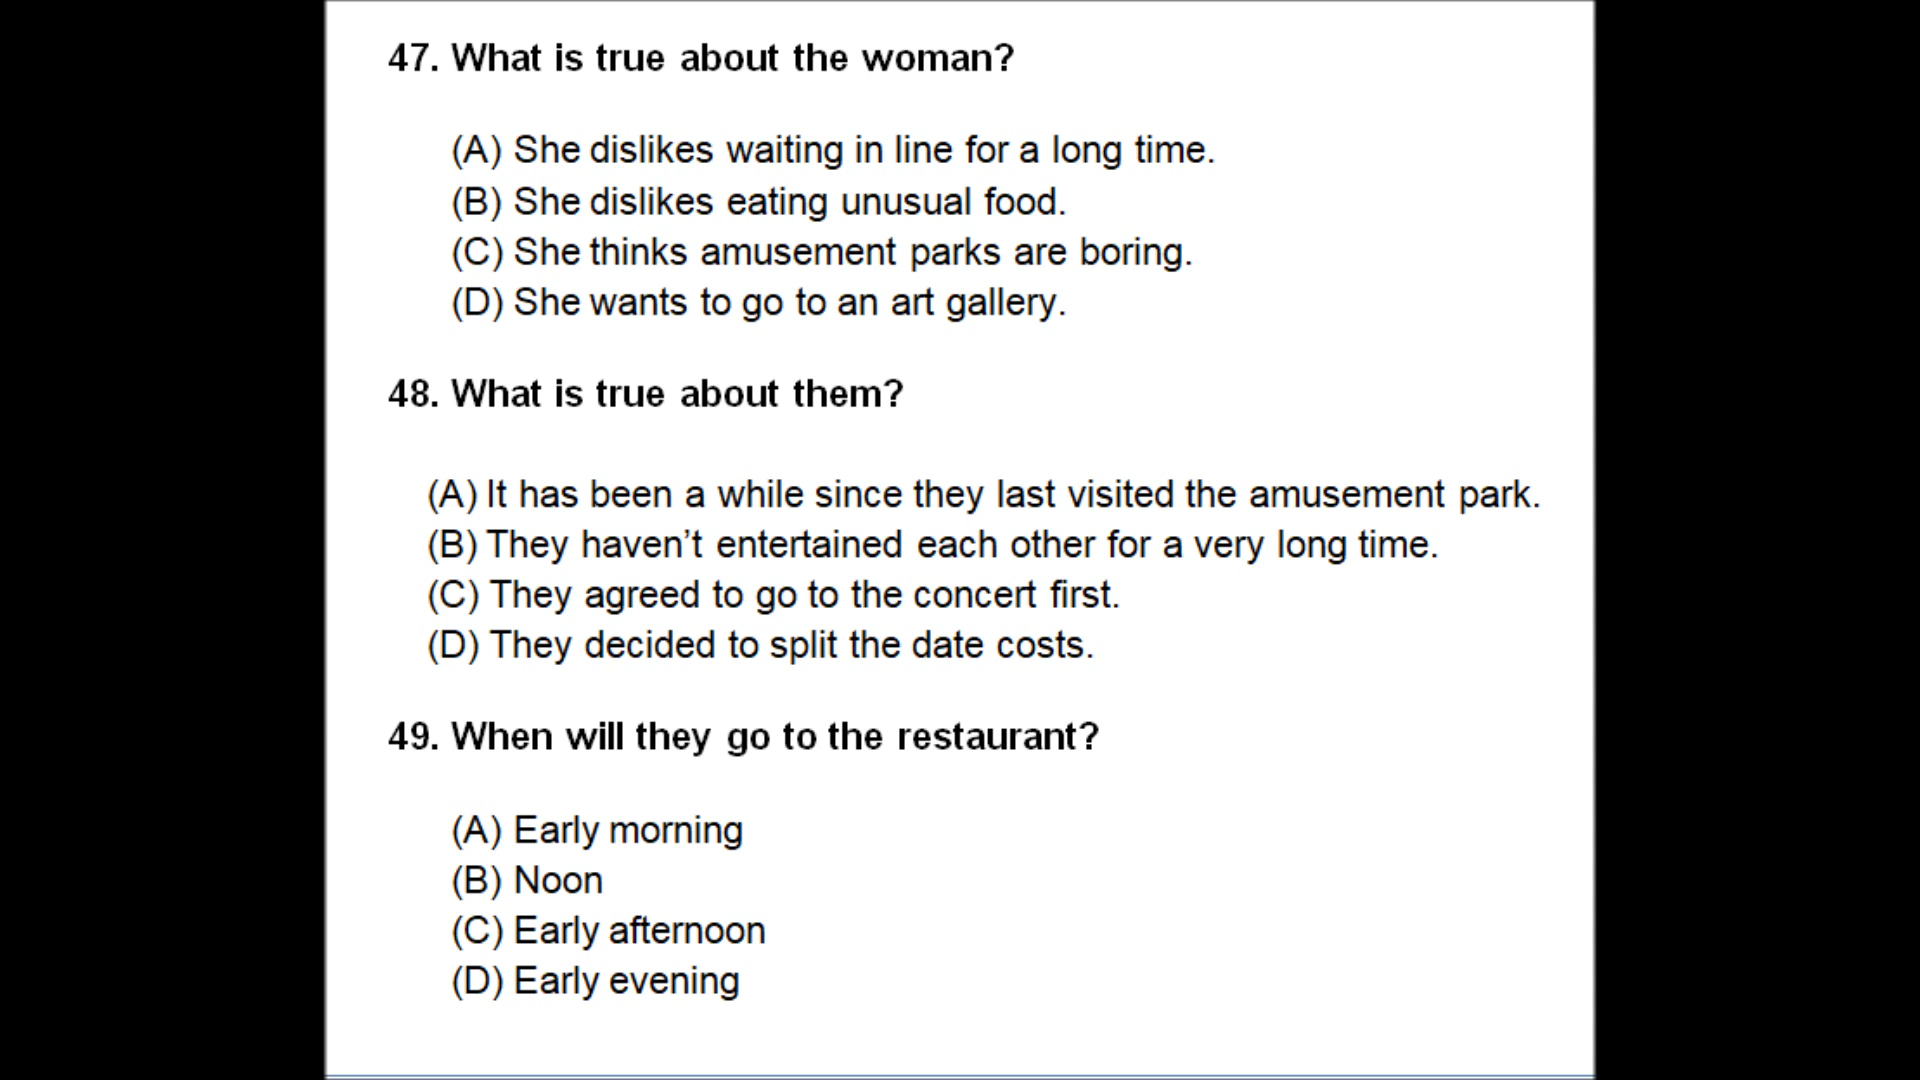 47. What is true about the woman?
(A) She dislikes waiting in line for a long time.
(B) She dislikes eating unusual food.
(C) She thinks amusement parks are boring.
(D) She wants to go to an art gallery.
48. What is true about them?
(A) It has been a while since they last visited the amusement park.
(B) They haven’t entertained each other for a very long time.
(C) They agreed to go to the concert first.
(D) They decided to split the date costs.
49. When will they go to the restaurant?
(A) Early morning
(B) Noon
(C) Early afternoon
(D) Early evening